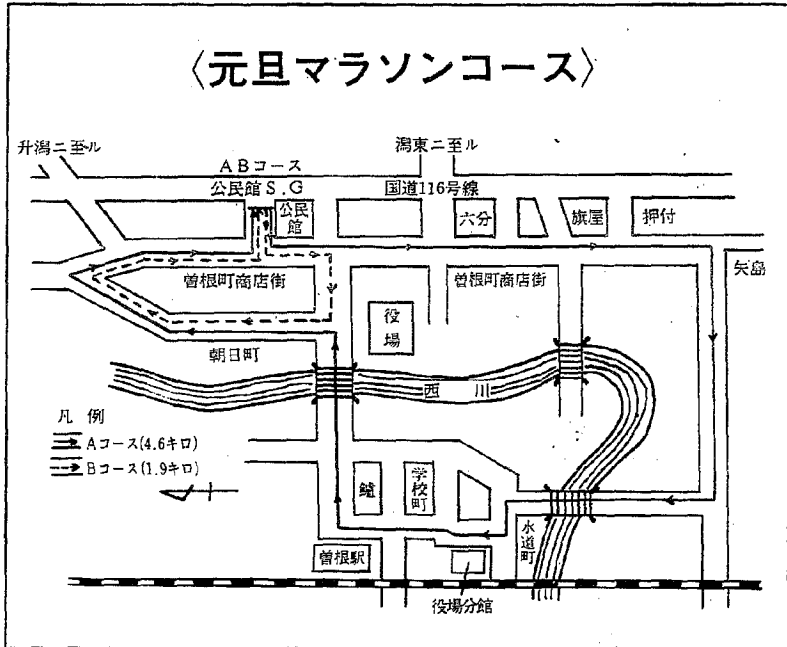 〈元旦マラソンコース〉
升潟ニ至ル
潟東ニ至ル
ABコース
公民館S.G
国道116号線
公民館
六分
旗屋
押付
矢島
曽根町商店街
曽根町商店街
役場
朝日町
西川
凡例
Aコース(4.6キロ)
Bコース(1.9キロ)
学校町
水道町
曽根駅
役場分館